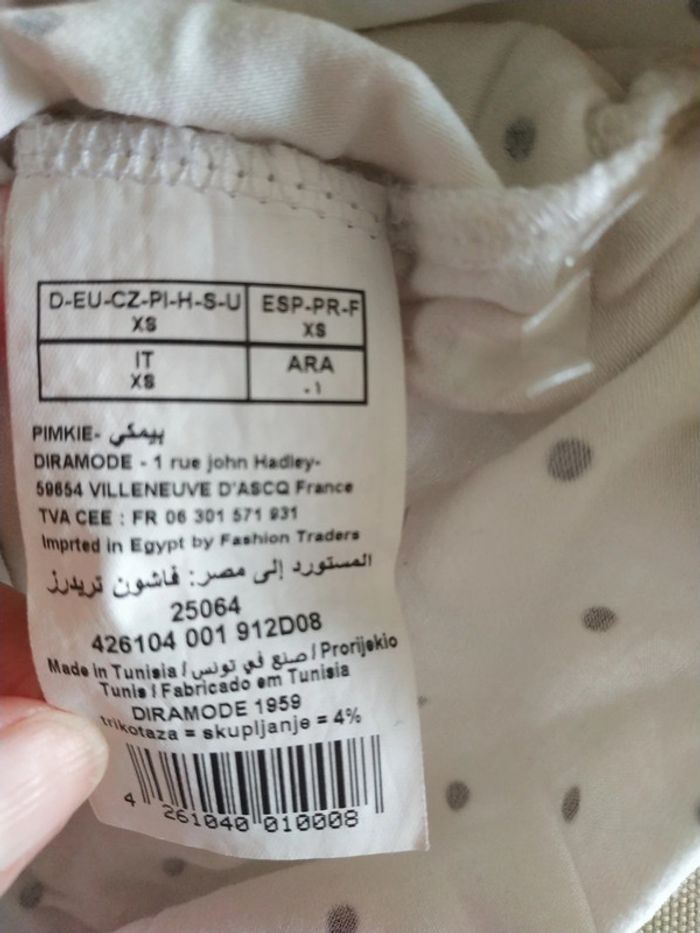 D-EU-CZ-PI-H-S-U ESP-PR-F
XS XS
IT ARA
XS ٠١
PIMKIE- بيمكي
DIRAMODE - 1 rue john Hadley-
59654 VILLENEUVE D'ASCQ France
TVA CEE : FR 06 301 571 931
Imprted in Egypt by Fashion Traders
المستورد إلى مصر: فاشون تريدرز
25064
426104 001 912D08
Made in Tunisia / صنع في تونس / Prorijekio
Tunis / Fabricado em Tunisia
DIRAMODE 1959
trikotaza = skupljanje = 4%
4 261040 010008